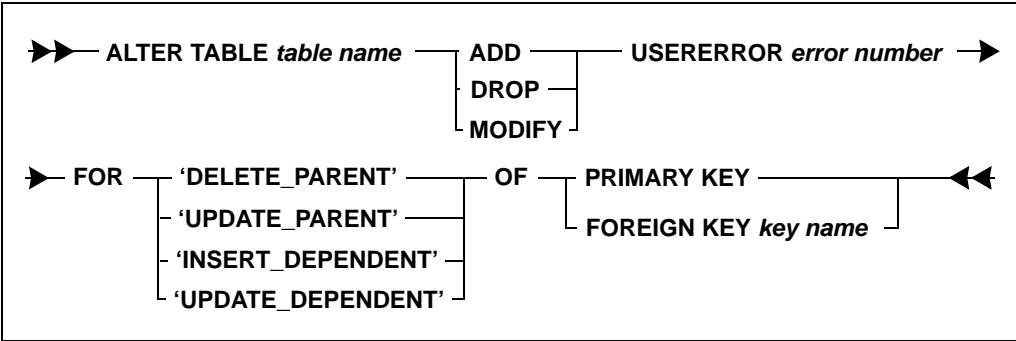 ALTER TABLE table name ADD USERERROR error number
DROP
MODIFY
FOR ‘DELETE_PARENT’ OF PRIMARY KEY
‘UPDATE_PARENT’ FOREIGN KEY key name
‘INSERT_DEPENDENT’
‘UPDATE_DEPENDENT’